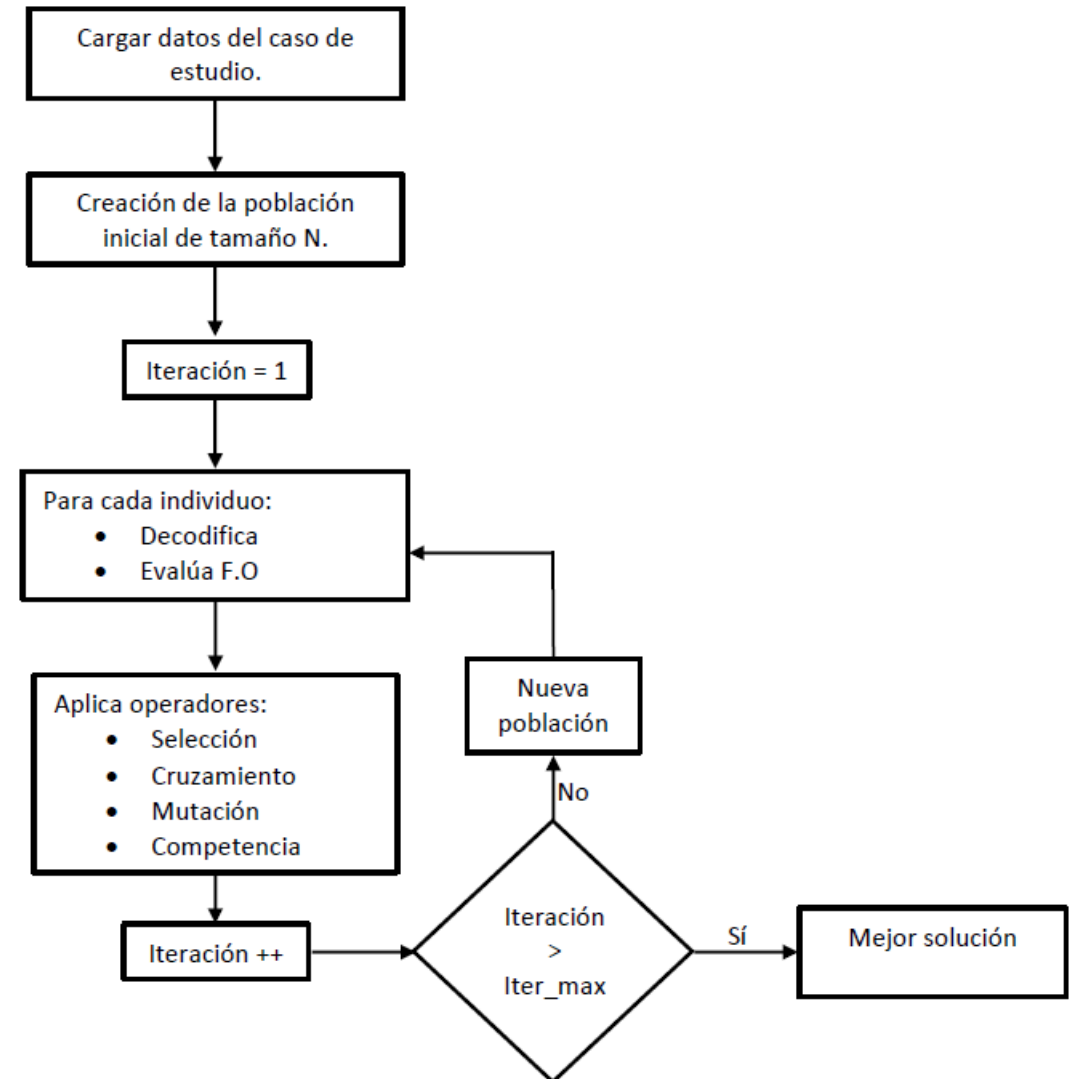 Cargar datos del caso de
estudio.
Creación de la población
inicial de tamaño N.
Iteración = 1
Para cada individuo:
• Decodifica
• Evalúa F.O
Aplica operadores:
• Selección
• Cruzamiento
• Mutación
• Competencia
Iteración ++
Iteración
>
Iter_max
No
Nueva
población
Sí
Mejor solución